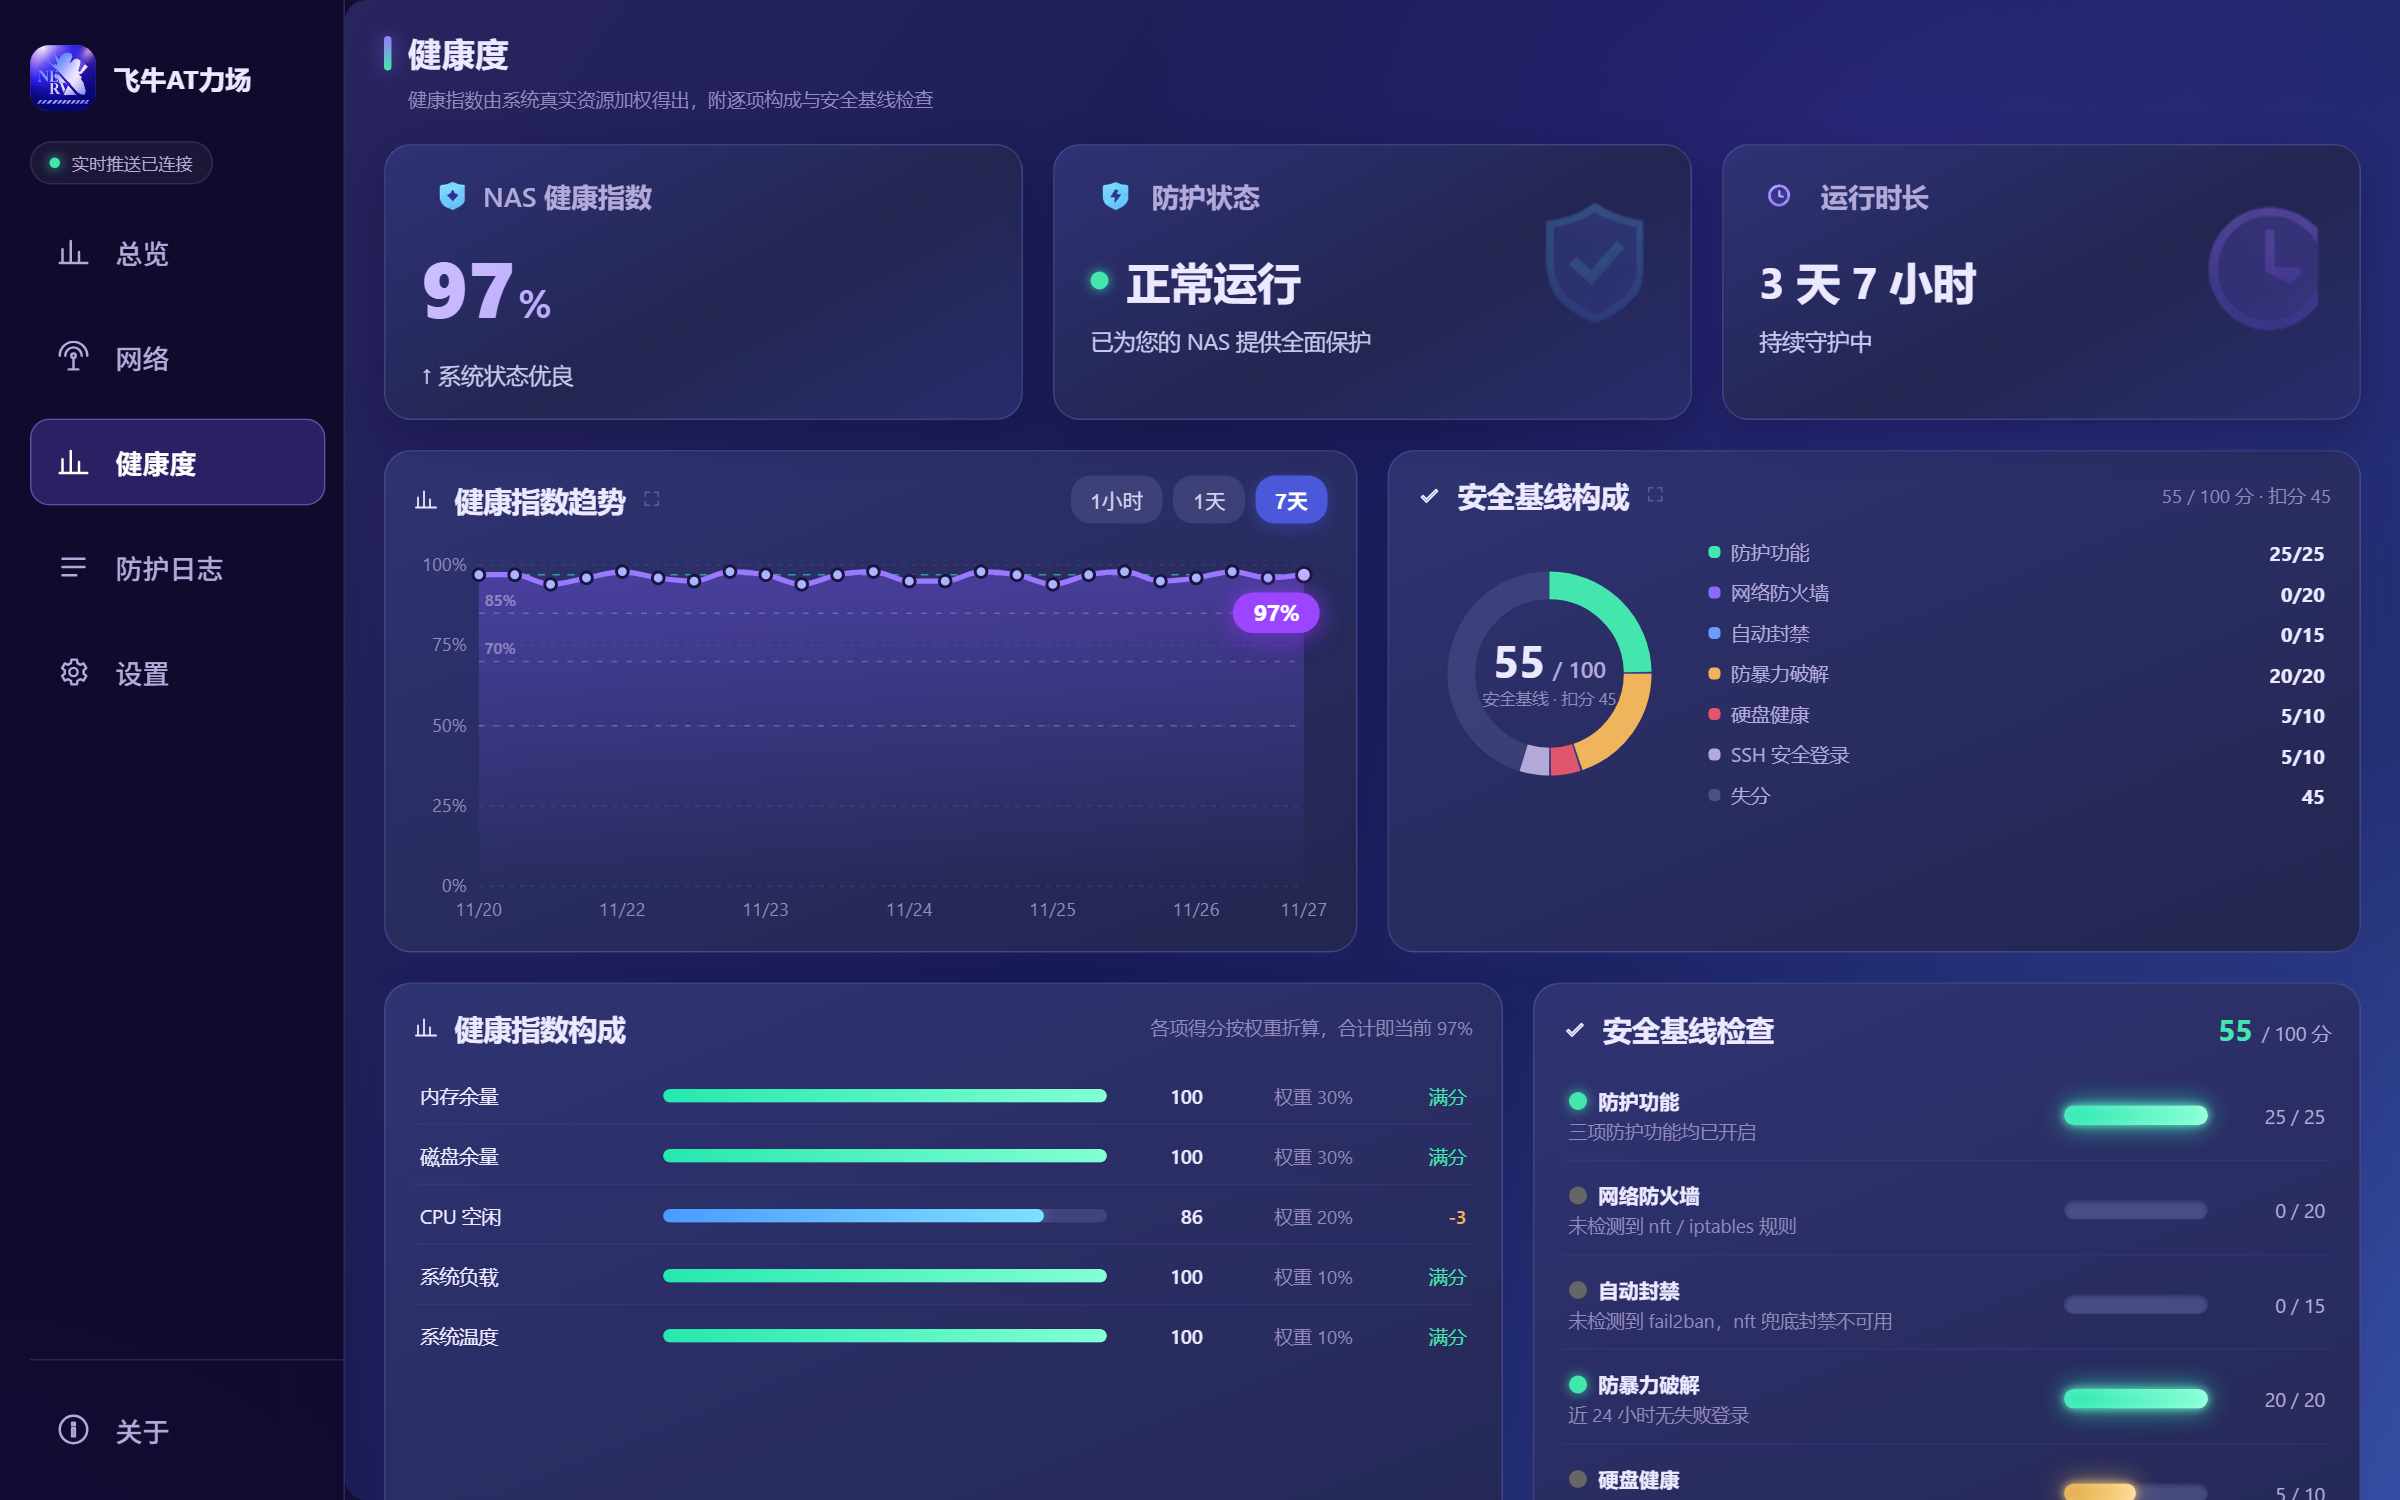 飞牛AT力场
实时推送已连接
总览
网络
健康度
防护日志
设置
关于
健康度
健康指数由系统真实资源加权得出，附逐项构成与安全基线检查
NAS 健康指数
97%
↑ 系统状态优良
防护状态
正常运行
已为您的 NAS 提供全面保护
运行时长
3 天 7 小时
持续守护中
健康指数趋势
1小时 1天 7天
100%
85%
97%
75%
70%
50%
25%
0%
11/20 11/22 11/23 11/24 11/25 11/26 11/27
安全基线构成
55 / 100 分 · 扣分 45
55 / 100
安全基线 · 扣分 45
防护功能 25/25
网络防火墙 0/20
自动封禁 0/15
防暴力破解 20/20
硬盘健康 5/10
SSH 安全登录 5/10
失分 45
健康指数构成
各项得分按权重折算，合计即当前 97%
内存余量 100 权重 30% 满分
磁盘余量 100 权重 30% 满分
CPU 空闲 86 权重 20% -3
系统负载 100 权重 10% 满分
系统温度 100 权重 10% 满分
安全基线检查
55 / 100 分
防护功能
三项防护功能均已开启
25 / 25
网络防火墙
未检测到 nft / iptables 规则
0 / 20
自动封禁
未检测到 fail2ban，nft 兜底封禁不可用
0 / 15
防暴力破解
近 24 小时无失败登录
20 / 20
硬盘健康
5 / 10